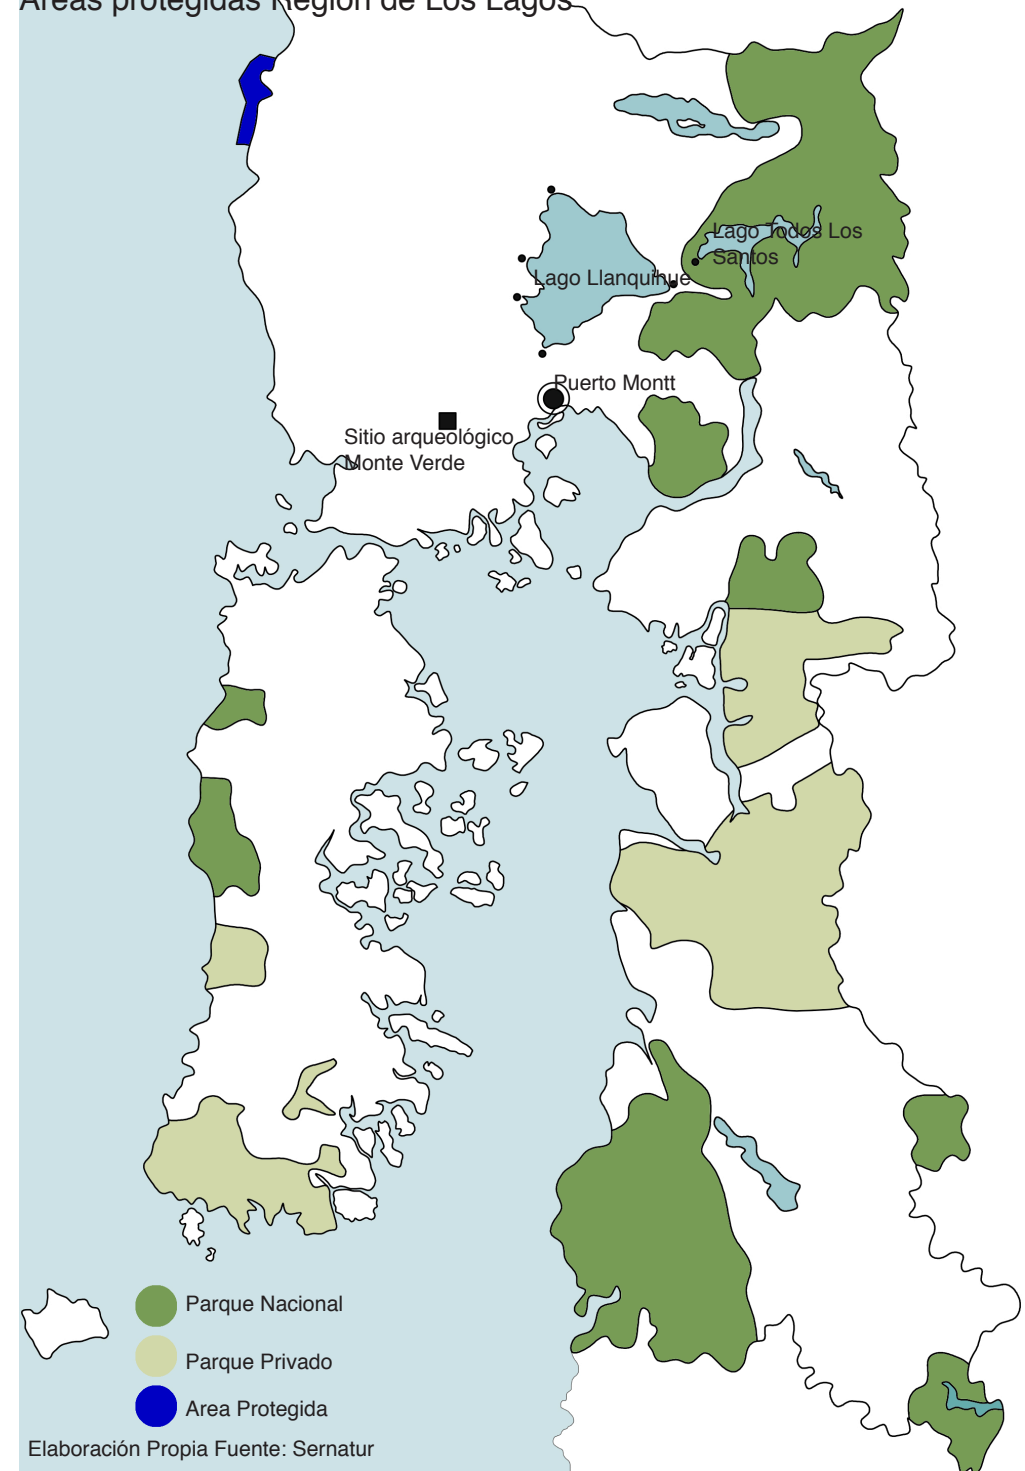 Areas protegidas Región de Los Lagos
Lago Todos Los
Santos
Lago Llanquihue
Puerto Montt
Sitio arqueológico
Monte Verde
Parque Nacional
Parque Privado
Area Protegida
Elaboración Propia Fuente: Sernatur